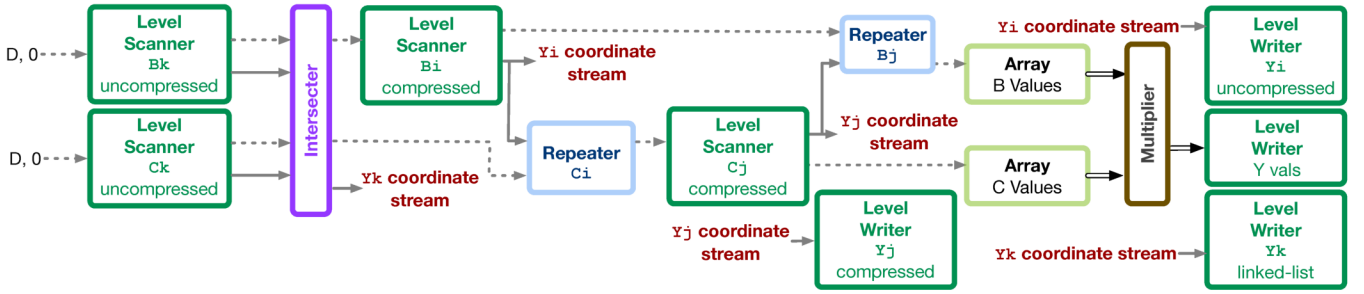 D, 0
Level
Scanner
Bk
uncompressed
D, 0
Level
Scanner
Ck
uncompressed
Intersecter
Level
Scanner
Bi
compressed
Yi coordinate
stream
Yk coordinate
stream
Repeater
Ci
Level
Scanner
Cj
compressed
Yj coordinate
stream
Repeater
Bj
Yj coordinate
stream
Level
Writer
Yj
compressed
Array
B Values
Array
C Values
Multiplier
Yi coordinate stream
Level
Writer
Yi
uncompressed
Level
Writer
Y vals
Yk coordinate stream
Level
Writer
Yk
linked-list